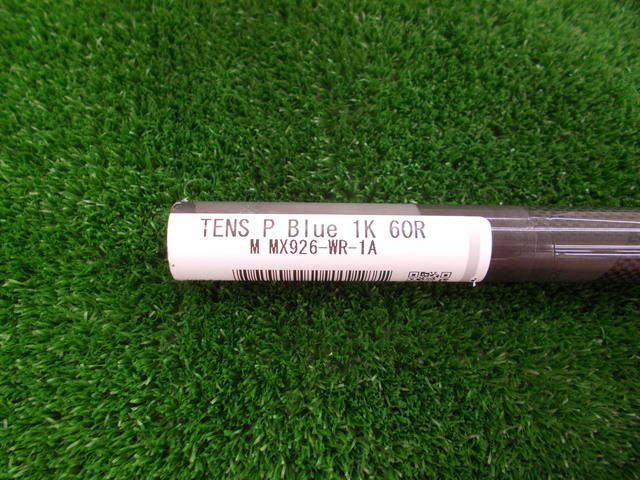 TENS P Blue 1K 60R
M MX926-WR-1A